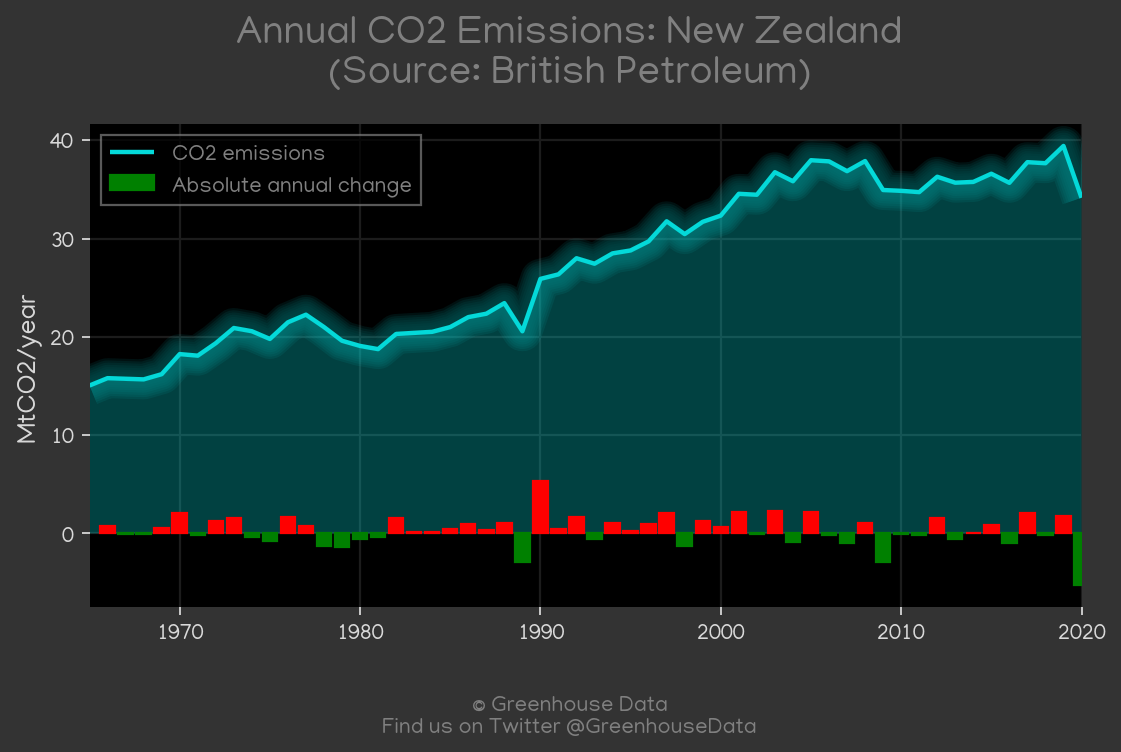 Annual CO2 Emissions: New Zealand
(Source: British Petroleum)
CO2 emissions
Absolute annual change
MtCO2/year
40
30
20
10
0
1970 1980 1990 2000 2010 2020
© Greenhouse Data
Find us on Twitter @GreenhouseData